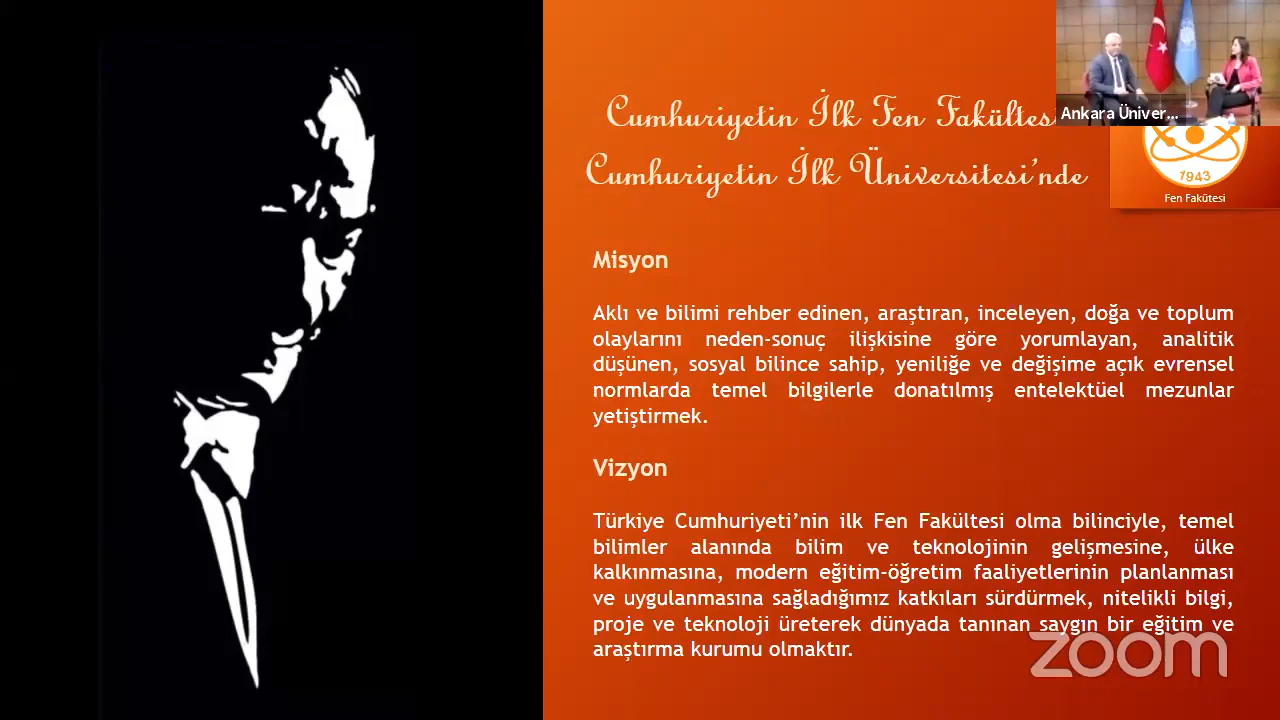 Cumhuriyetin İlk Fen Fakültes
Cumhuriyetin İlk Üniversitesi’nde
Ankara Üniver...
1943
Fen Fakütesi
Misyon
Aklı ve bilimi rehber edinen, araştıran, inceleyen, doğa ve toplum
olaylarını neden-sonuç ilişkisine göre yorumlayan, analitik
düşünen, sosyal bilince sahip, yeniliğe ve değişime açık evrensel
normlarda temel bilgilerle donatılmış entelektüel mezunlar
yetiştirmek.
Vizyon
Türkiye Cumhuriyeti’nin ilk Fen Fakültesi olma bilinciyle, temel
bilimler alanında bilim ve teknolojinin gelişmesine, ülke
kalkınmasına, modern eğitim-öğretim faaliyetlerinin planlanması
ve uygulanmasına sağladığımız katkıları sürdürmek, nitelikli bilgi,
proje ve teknoloji üreterek dünyada tanınan saygın bir eğitim ve
araştırma kurumu olmaktır.
zoom